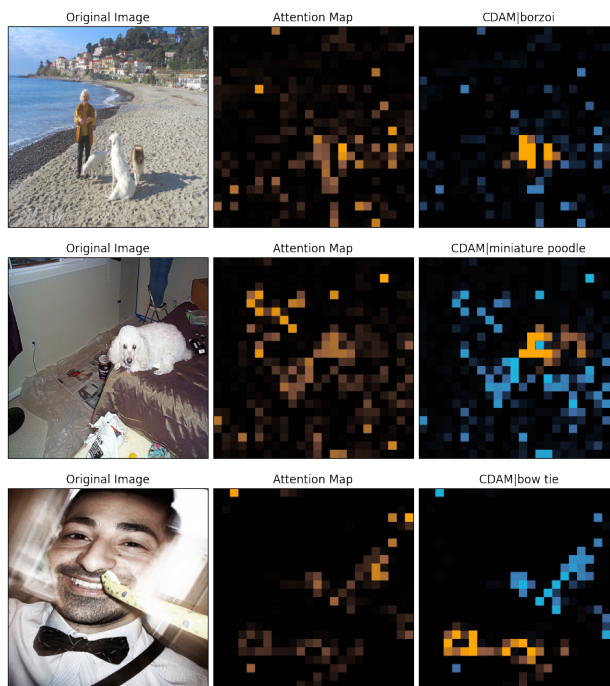 Original Image Attention Map CDAM|borzoi
Original Image Attention Map CDAM|miniature poodle
Original Image Attention Map CDAM|bow tie